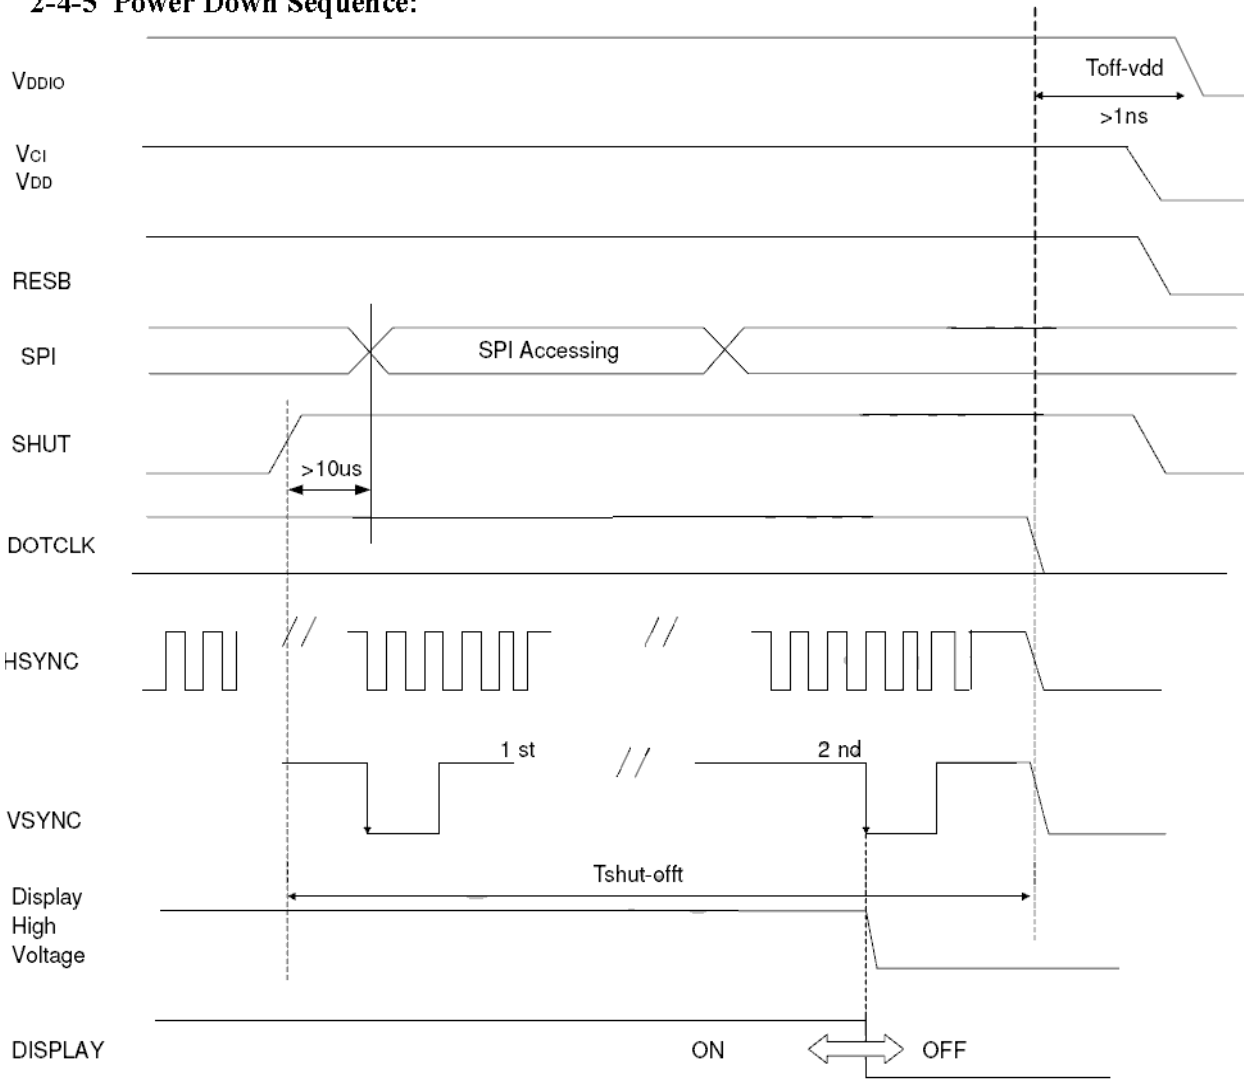 2-4-5 Power Down Sequence:
VDDIO
Toff-vdd
>1ns
VCI
VDD
RESB
SPI
SPI Accessing
SHUT
>10us
DOTCLK
HSYNC
1 st
2 nd
VSYNC
Tshut-offt
Display
High
Voltage
DISPLAY
ON
OFF